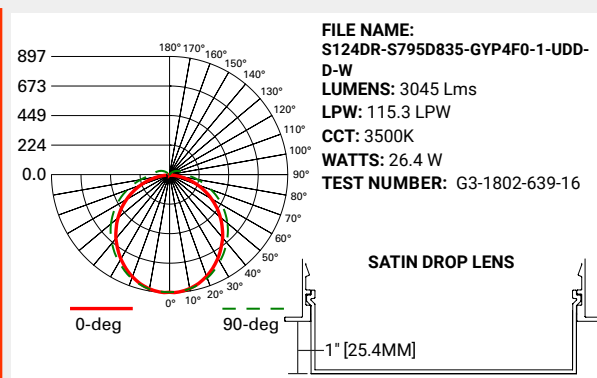 897
673
449
224
0.0
180° 170° 160° 150° 140° 130° 120° 110° 100° 90° 80° 70° 60° 50° 40° 30° 20° 10° 0°
0-deg
90-deg
FILE NAME:
S124DR-S795D835-GYP4F0-1-UDD-
D-W
LUMENS: 3045 Lms
LPW: 115.3 LPW
CCT: 3500K
WATTS: 26.4 W
TEST NUMBER: G3-1802-639-16
SATIN DROP LENS
1" [25.4MM]